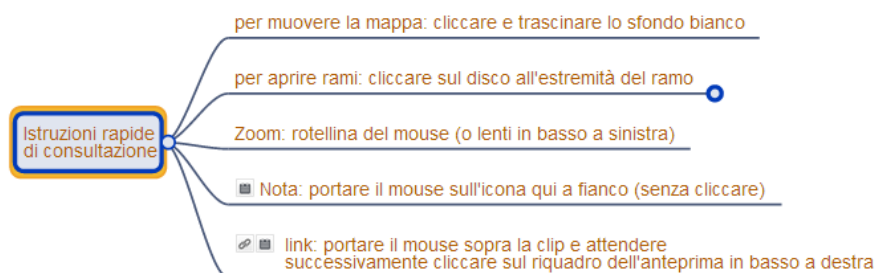 per muovere la mappa: cliccare e trascinare lo sfondo bianco
per aprire rami: cliccare sul disco all'estremità del ramo
Istruzioni rapide
di consultazione
Zoom: rotellina del mouse (o lenti in basso a sinistra)
Nota: portare il mouse sull'icona qui a fianco (senza cliccare)
link: portare il mouse sopra la clip e attendere
successivamente cliccare sul riquadro dell'anteprima in basso a destra